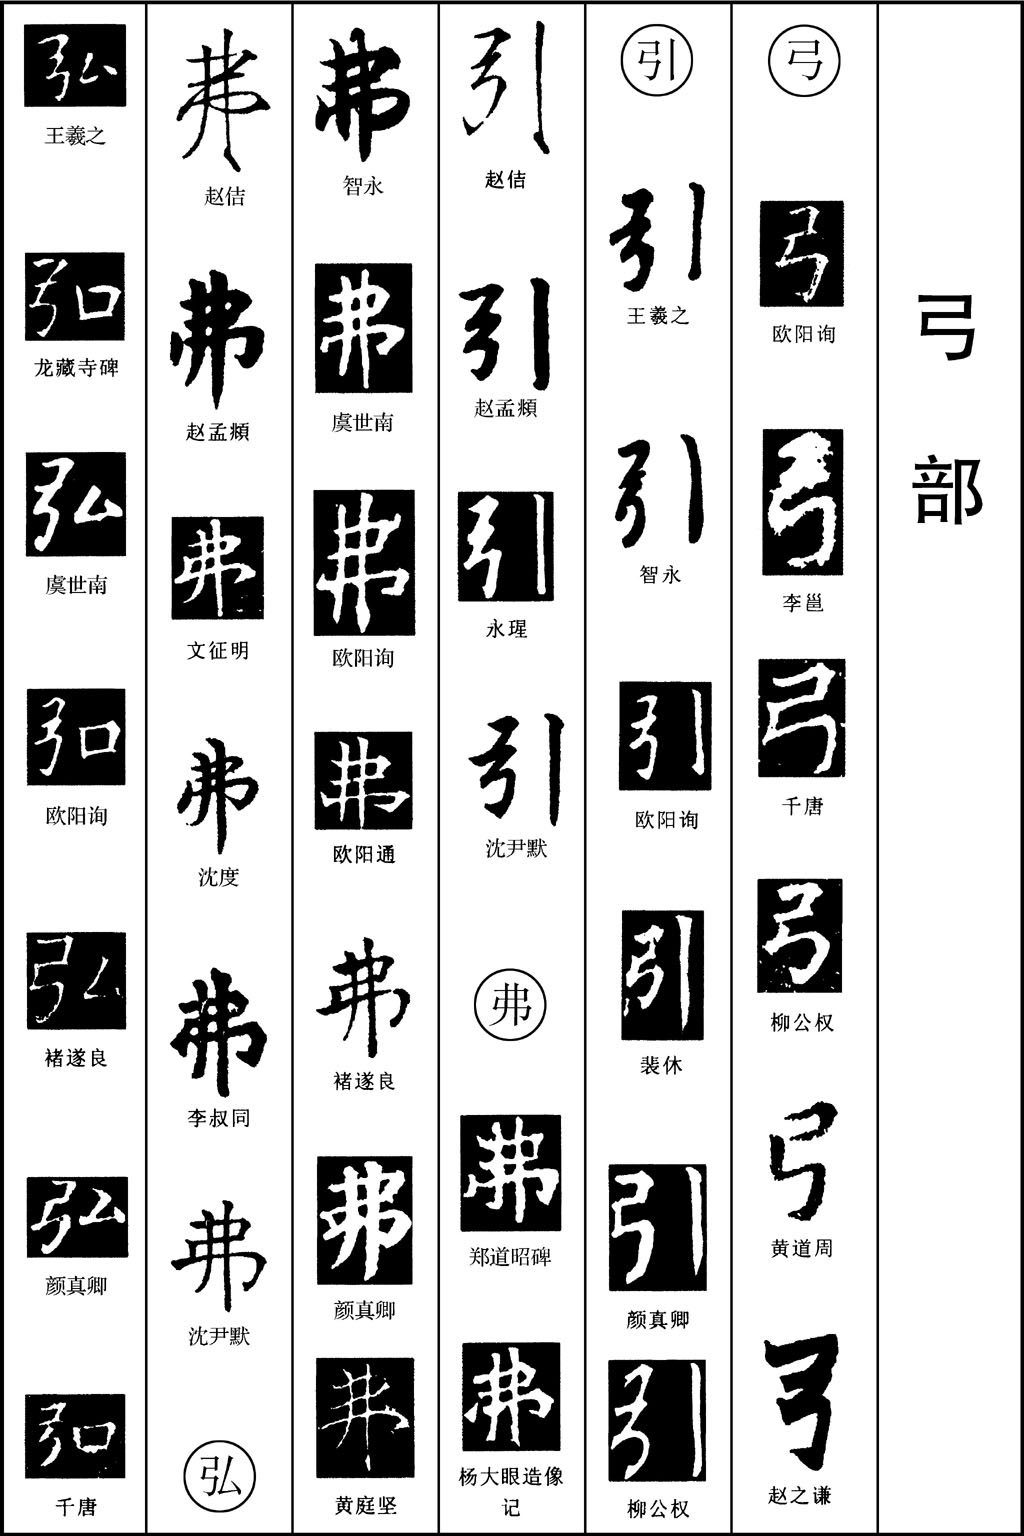 弓部
弓
弓
欧阳询
弓
李邕
弓
千唐
弓
柳公权
弓
黄道周
弓
赵之谦
引
引
王羲之
引
智永
引
欧阳询
引
裴休
引
颜真卿
引
柳公权
引
赵佶
引
赵孟頫
引
永瑆
引
沈尹默
弗
弗
郑道昭碑
弗
杨大眼造像
记
弗
智永
弗
虞世南
弗
欧阳询
弗
欧阳通
弗
褚遂良
弗
颜真卿
弗
黄庭坚
弗
赵佶
弗
赵孟頫
弗
文征明
弗
沈度
弗
李叔同
弗
沈尹默
弘
弘
王羲之
弘
龙藏寺碑
弘
虞世南
弘
欧阳询
弘
褚遂良
弘
颜真卿
弘
千唐